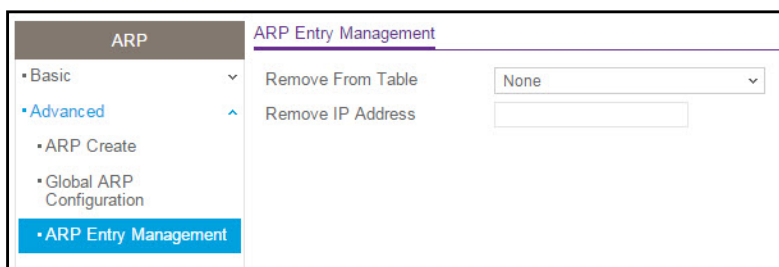 ARP
Basic
Advanced
ARP Create
Global ARP
Configuration
ARP Entry Management
ARP Entry Management
Remove From Table
None
Remove IP Address